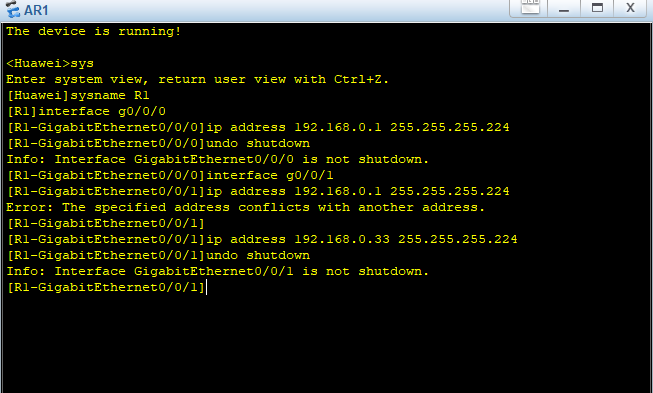 AR1
The device is running!
<Huawei>sys
Enter system view, return user view with Ctrl+Z.
[Huawei]sysname R1
[R1]interface g0/0/0
[R1-GigabitEthernet0/0/0]ip address 192.168.0.1 255.255.255.224
[R1-GigabitEthernet0/0/0]undo shutdown
Info: Interface GigabitEthernet0/0/0 is not shutdown.
[R1-GigabitEthernet0/0/0]interface g0/0/1
[R1-GigabitEthernet0/0/1]ip address 192.168.0.1 255.255.255.224
Error: The specified address conflicts with another address.
[R1-GigabitEthernet0/0/1]
[R1-GigabitEthernet0/0/1]ip address 192.168.0.33 255.255.255.224
[R1-GigabitEthernet0/0/1]undo shutdown
Info: Interface GigabitEthernet0/0/1 is not shutdown.
[R1-GigabitEthernet0/0/1]